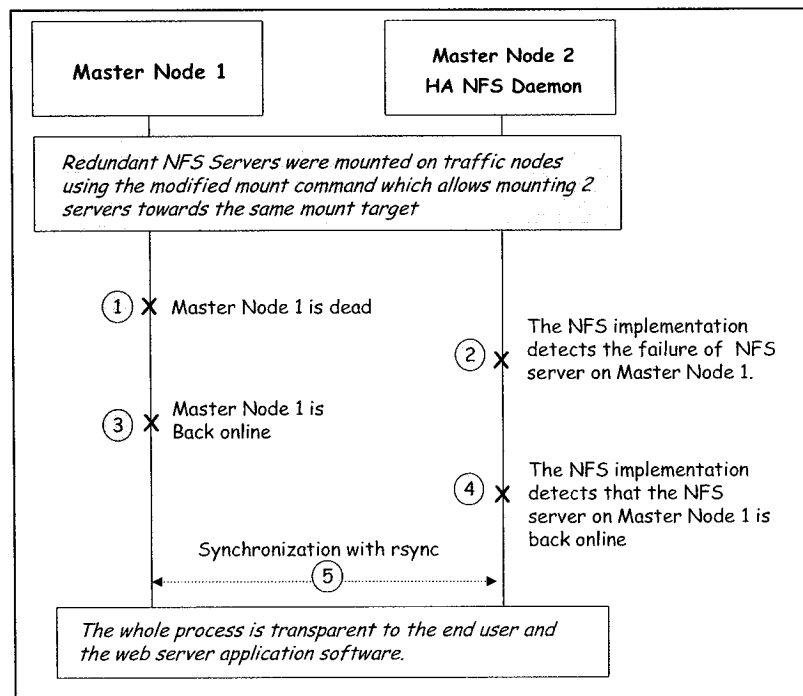 Master Node 1
Master Node 2
HA NFS Daemon
Redundant NFS Servers were mounted on traffic nodes
using the modified mount command which allows mounting 2
servers towards the same mount target
1
Master Node 1 is dead
2
The NFS implementation
detects the failure of NFS
server on Master Node 1.
3
Master Node 1 is
Back online
4
The NFS implementation
detects that the NFS
server on Master Node 1 is
back online
Synchronization with rsync
5
The whole process is transparent to the end user and
the web server application software.